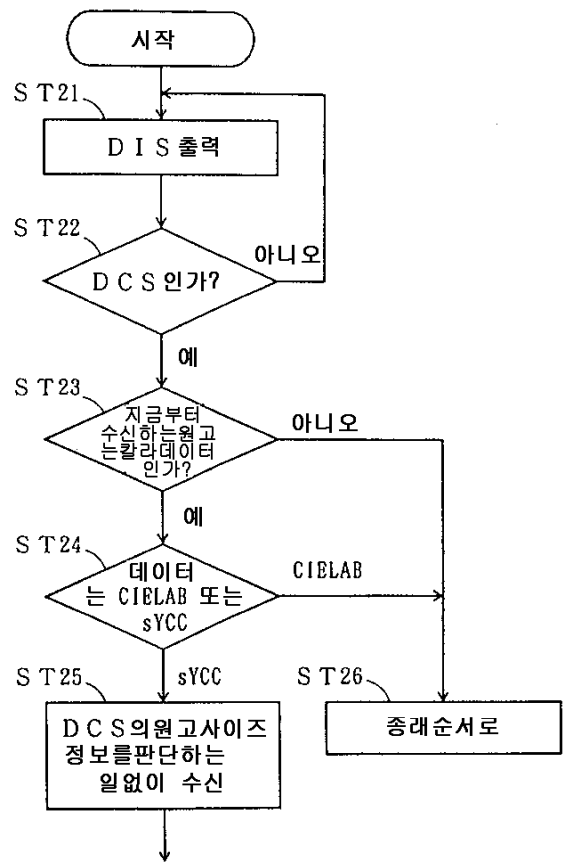 시작
ST21
DIS출력
ST22
아니오
DCS인가?
예
ST23
지금부터
수신하는원고
는칼라데이터
인가?
아니오
예
ST24
데이터
는 CIELAB 또는
sYCC
CIELAB
sYCC
ST25
DCS의원고사이즈
정보를판단하는
일없이 수신
ST26
종래순서로